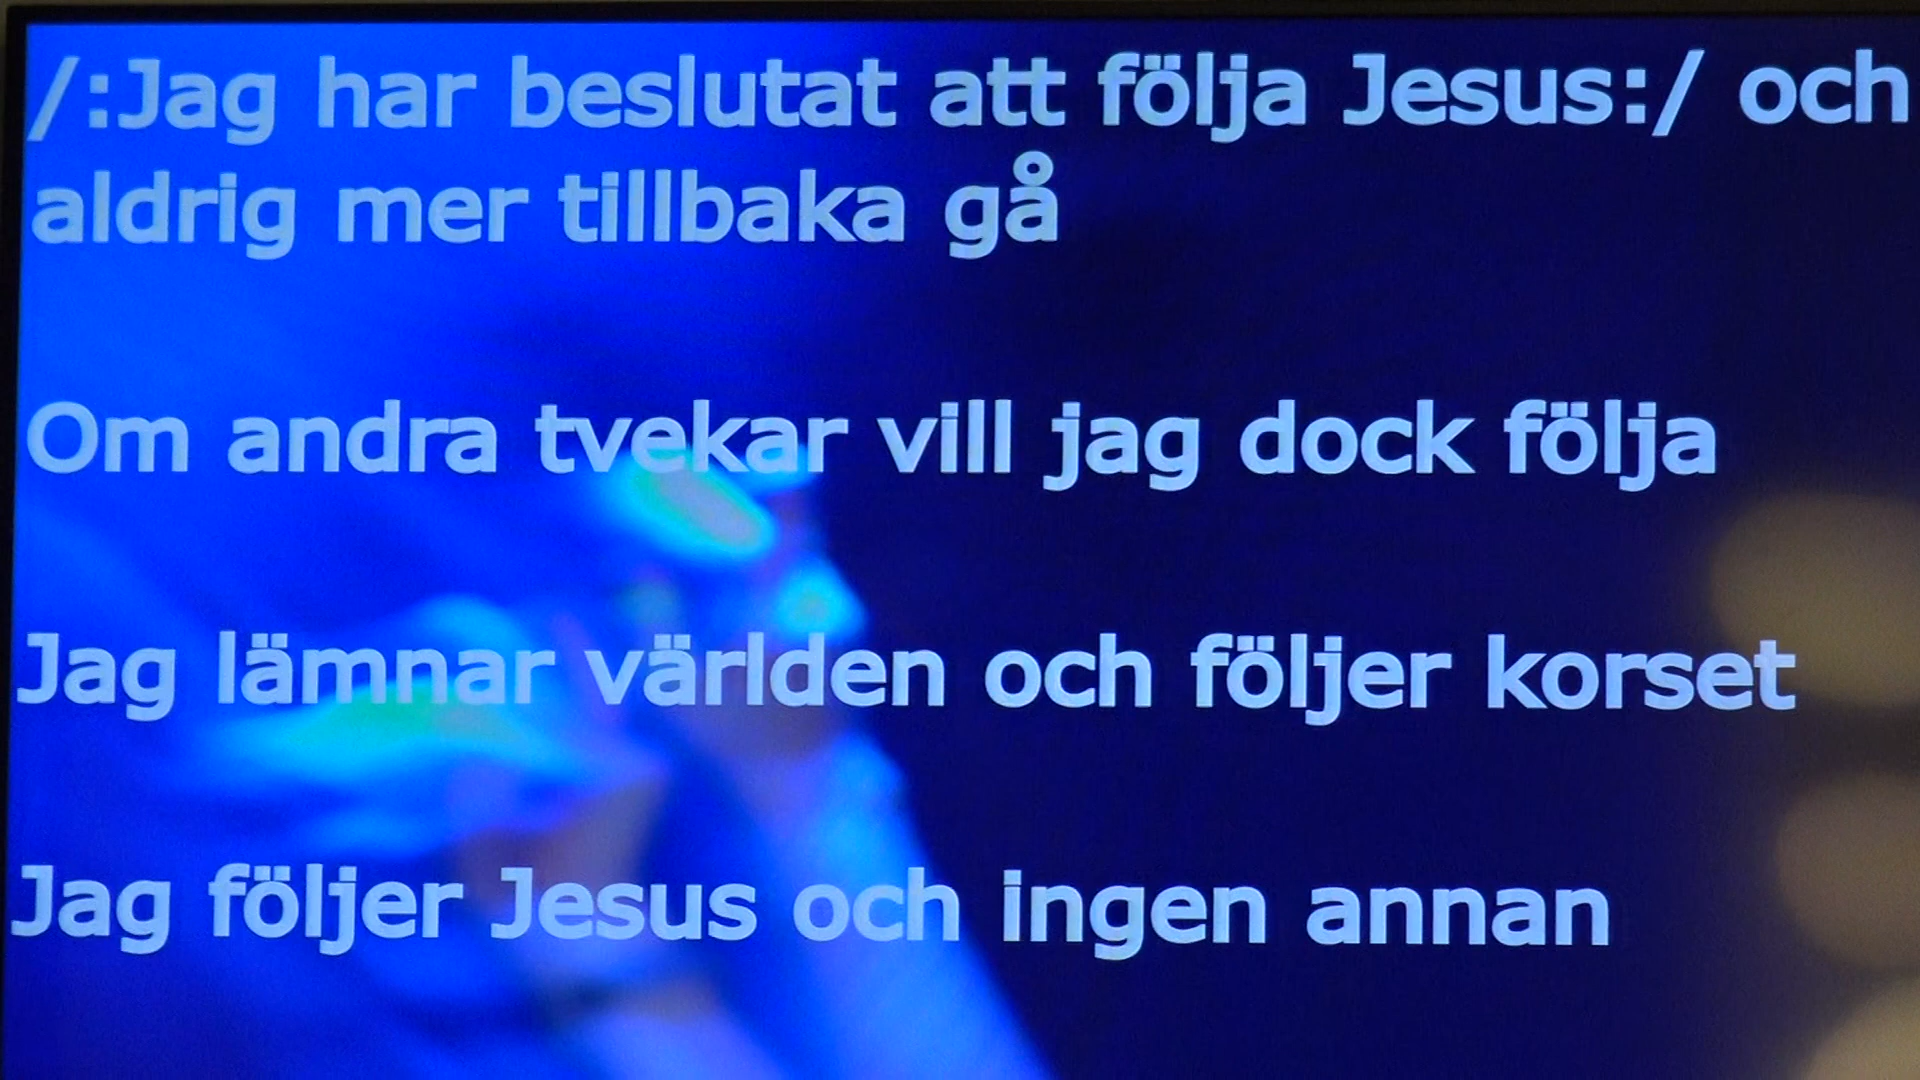 /:Jag har beslutat att följa Jesus:/ och
aldrig mer tillbaka gå
Om andra tvekar vill jag dock följa
Jag lämnar världen och följer korset
Jag följer Jesus och ingen annan